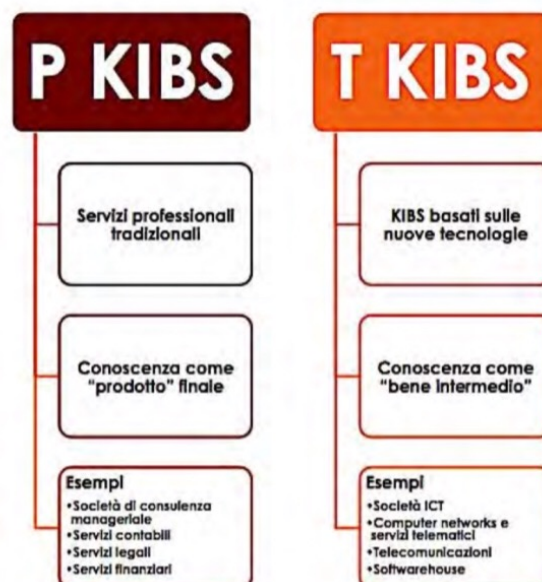 P KIBS
Servizi professionali
tradizionali
Conoscenza come
"prodotto" finale
Esempi
•Società di consulenza
manageriale
•Servizi contabili
•Servizi legali
•Servizi finanziari
T KIBS
KIBS basati sulle
nuove tecnologie
Conoscenza come
"bene intermedio"
Esempi
•Società ICT
•Computer networks e
servizi telematici
•Telecomunicazioni
•Softwarehouse